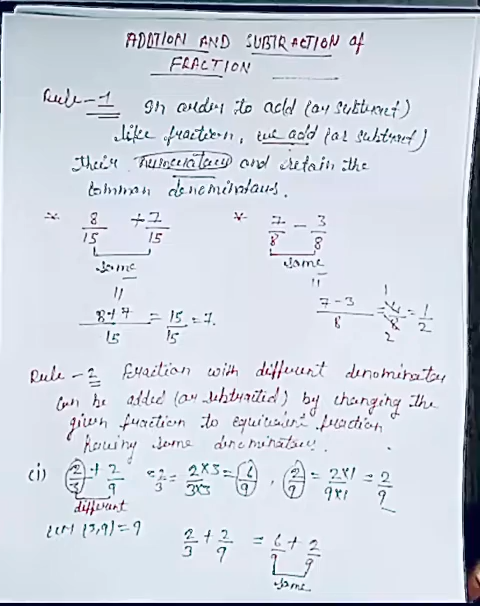 ADDTION AND SUBTRACTION of
FRACTION
Rule-1 In order to add (or subtract)
like fraction, we add (or subtract)
their numerators and retain the
common denominators.
* 8/15 + 7/15 * 7/8 - 3/8
same same
8+7/15 = 15/15 = 7. 7-3/8 = 4/8 = 1/2
Rule-2 Fraction with different denominator
can be added (or subtracted) by changing the
given fraction to equivalent fraction
having same denominators.
(i) 2/3 + 2/9 = 2/3 = 2×3/3×3 = 6/9, 2/9 = 2×1/9×1 = 2/9
different
LCM (3,9) = 9
2/3 + 2/9 = 6/9 + 2/9
same